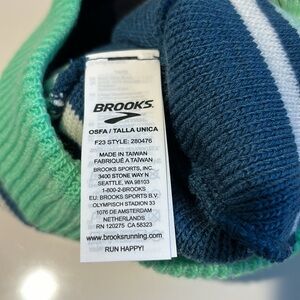 BROOKS
OSFA / TALLA UNICA
F23 STYLE: 280476
MADE IN TAIWAN
FABRIQUÉ A TAÏWAN
BROOKS SPORTS, INC.
3400 STONE WAY N
SEATTLE, WA 98103
1-800-2-BROOKS
EU: BROOKS SPORTS B.V.
OLYMPISCH STADION 33
1076 DE AMSTERDAM
NETHERLANDS
RN 120275 CA 58323
www.brooksrunning.com
RUN HAPPY!